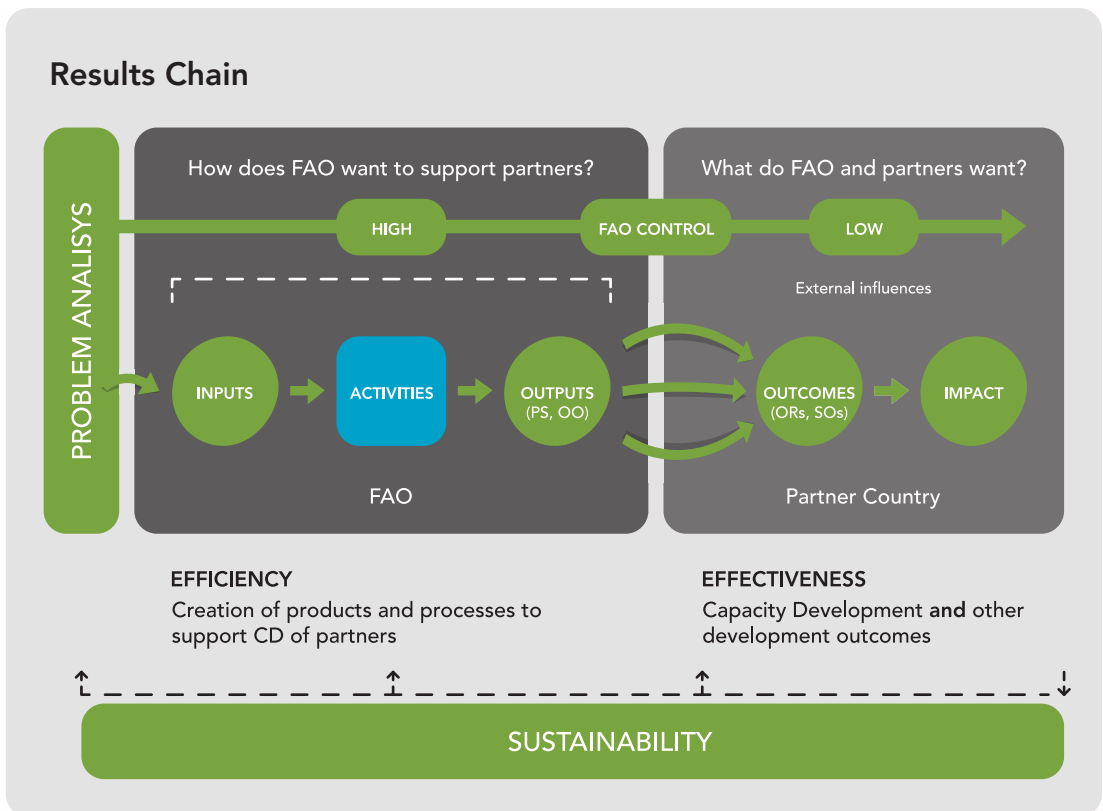 Results Chain
PROBLEM ANALISYS
How does FAO want to support partners?
What do FAO and partners want?
HIGH
FAO CONTROL
LOW
External influences
INPUTS
ACTIVITIES
OUTPUTS
(PS, OO)
OUTCOMES
(ORs, SOs)
IMPACT
FAO
Partner Country
EFFICIENCY
Creation of products and processes to
support CD of partners
EFFECTIVENESS
Capacity Development and other
development outcomes
SUSTAINABILITY